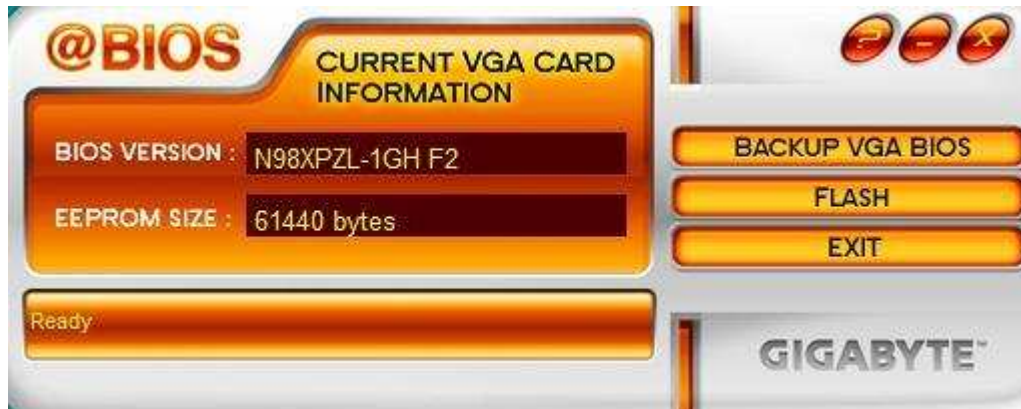 @BIOS
CURRENT VGA CARD
INFORMATION
BIOS VERSION : N98XPZL-1GH F2
EEPROM SIZE : 61440 bytes
Ready
? - X
BACKUP VGA BIOS
FLASH
EXIT
GIGABYTE™